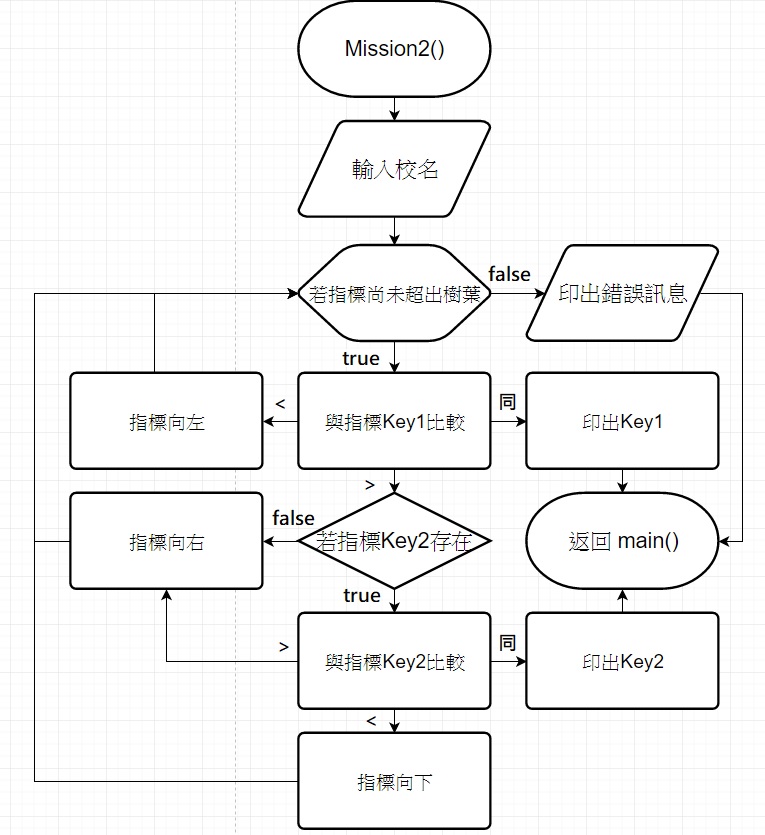 Mission2()
輸入校名
若指標尚未超出樹葉
false
印出錯誤訊息
true
指標向左
<
與指標Key1比較
同
印出Key1
>
指標向右
false
若指標Key2存在
返回 main()
true
>
與指標Key2比較
同
印出Key2
<
指標向下